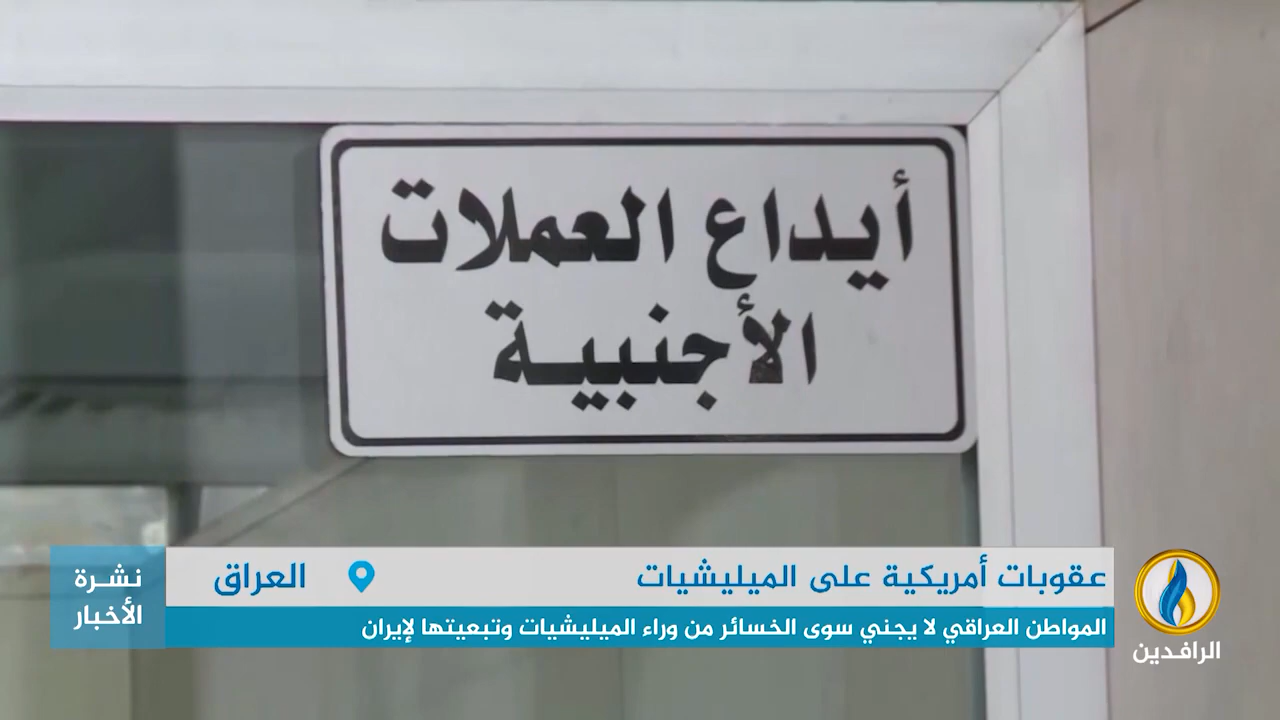 أيداع العملات
الأجنبية
عقوبات أمريكية على الميليشيات
العراق
المواطن العراقي لا يجني سوى الخسائر من وراء الميليشيات وتبعيتها لإيران
نشرة
الأخبار
الرافدين